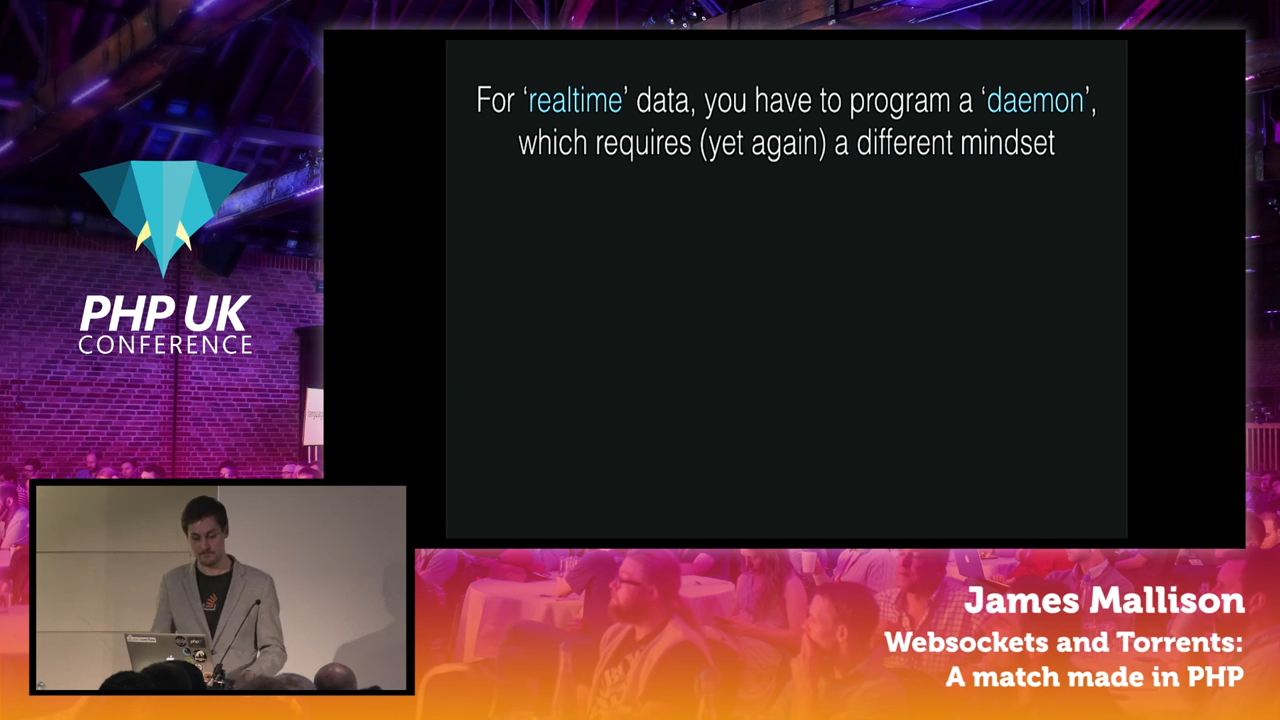 For ‘realtime’ data, you have to program a ‘daemon’,
which requires (yet again) a different mindset
PHP UK
CONFERENCE
James Mallison
Websockets and Torrents:
A match made in PHP